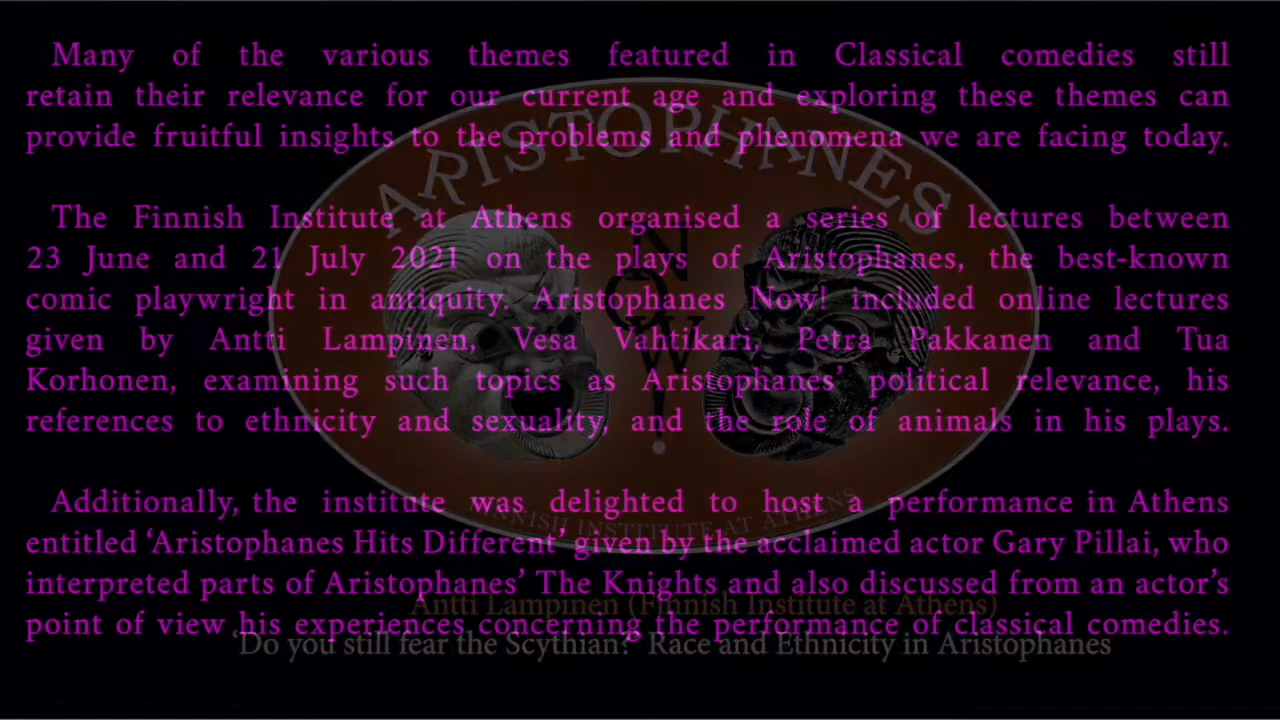 Many of the various themes featured in Classical comedies still
retain their relevance for our current age and exploring these themes can
provide fruitful insights to the problems and phenomena we are facing today.
The Finnish Institute at Athens organised a series of lectures between
23 June and 21 July 2021 on the plays of Aristophanes, the best-known
comic playwright in antiquity. Aristophanes Now! included online lectures
given by Antti Lampinen, Vesa Vahtikari, Petra Pakkanen and Tua
Korhonen, examining such topics as Aristophanes’ political relevance, his
references to ethnicity and sexuality, and the role of animals in his plays.
Additionally, the institute was delighted to host a performance in Athens
entitled ‘Aristophanes Hits Different’ given by the acclaimed actor Gary Pillai, who
interpreted parts of Aristophanes’ The Knights and also discussed from an actor’s
point of view his experiences concerning the performance of classical comedies.
ARISTOPHANES
NOW!
FINNISH INSTITUTE AT ATHENS
Antti Lampinen (Finnish Institute at Athens)
‘Do you still fear the Scythian?’ Race and Ethnicity in Aristophanes